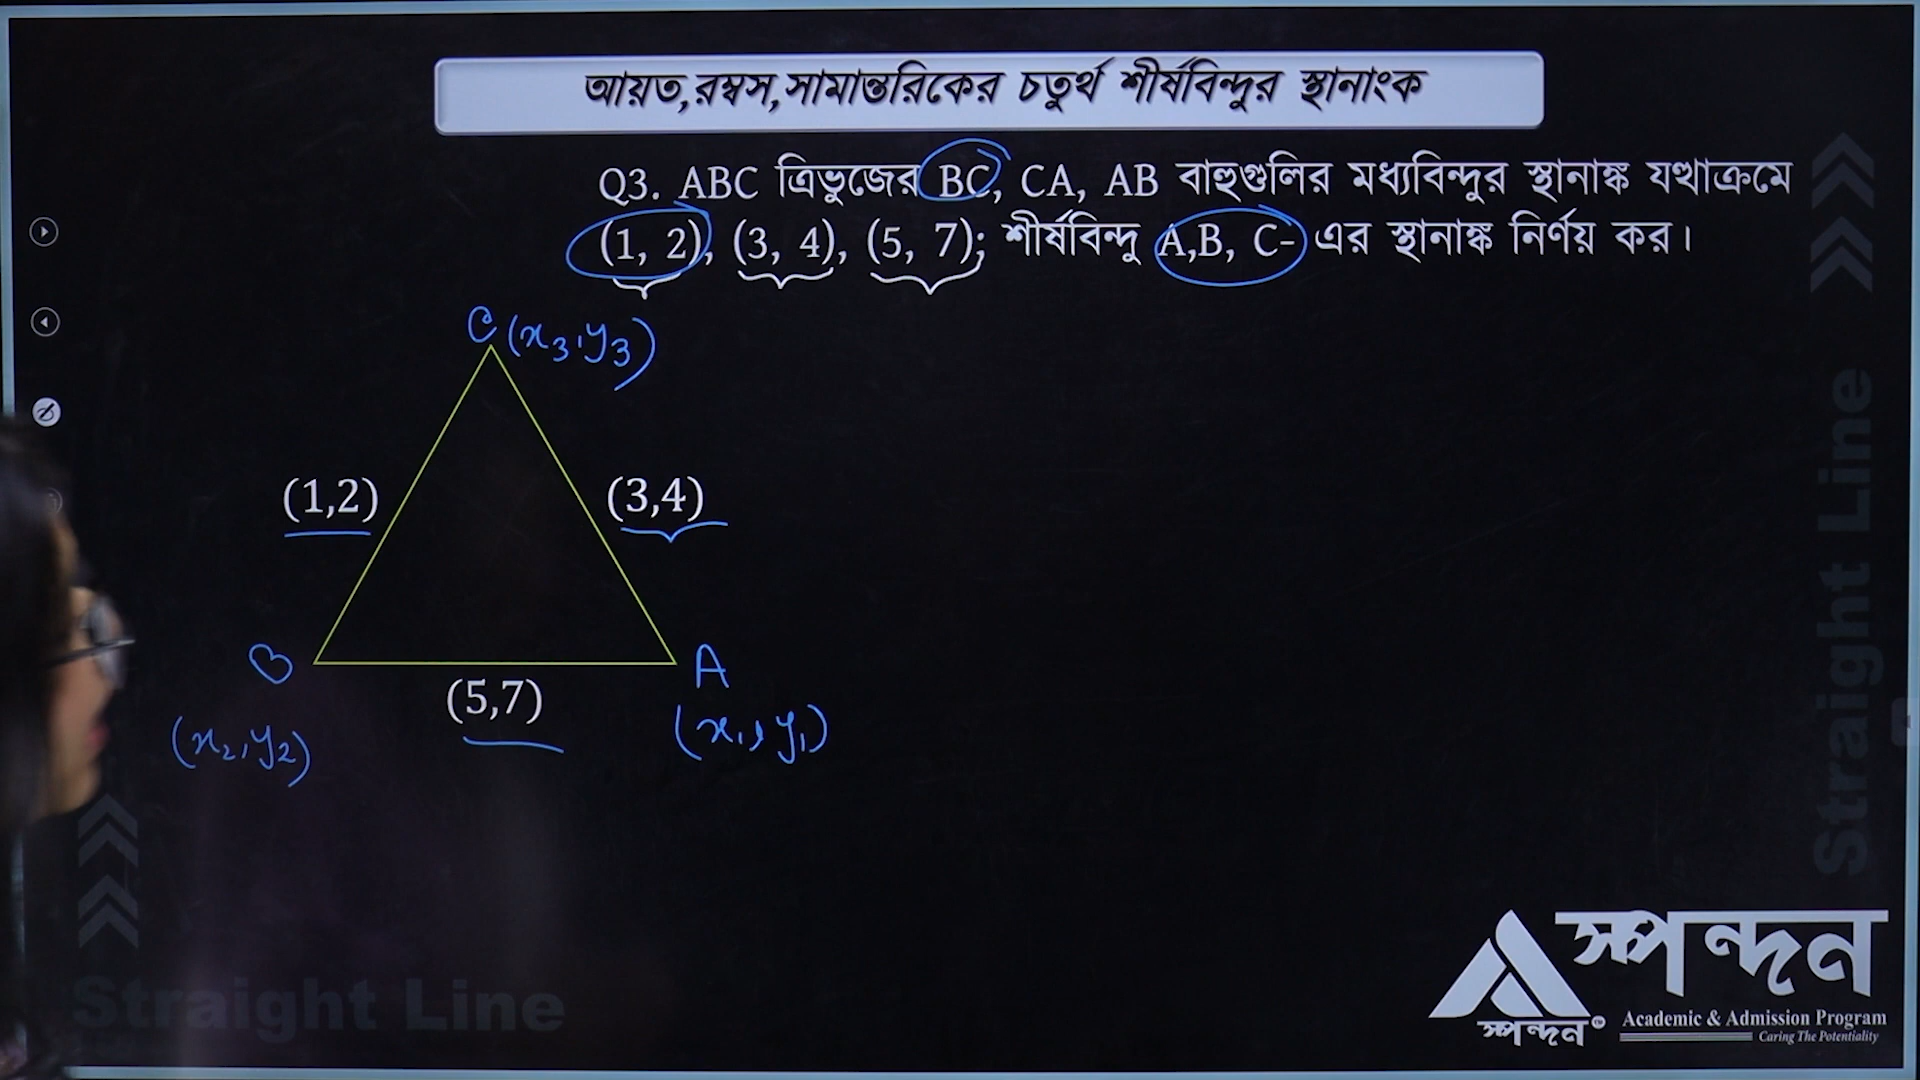 আয়ত,রম্বস,সামান্তরিকের চতুর্থ শীর্ষবিন্দুর স্থানাংক
Q3. ABC ত্রিভুজের BC, CA, AB বাহুগুলির মধ্যবিন্দুর স্থানাঙ্ক যথাক্রমে
(1, 2), (3, 4), (5, 7); শীর্ষবিন্দু A,B, C- এর স্থানাঙ্ক নির্ণয় কর।
C (x₃,y₃)
(1,2)
(3,4)
B
A
(5,7)
(x₂,y₂)
(x₁,y₁)
Straight Line
Straight Line
স্পন্দন
স্পন্দন
Academic & Admission Program
Caring The Potentiality